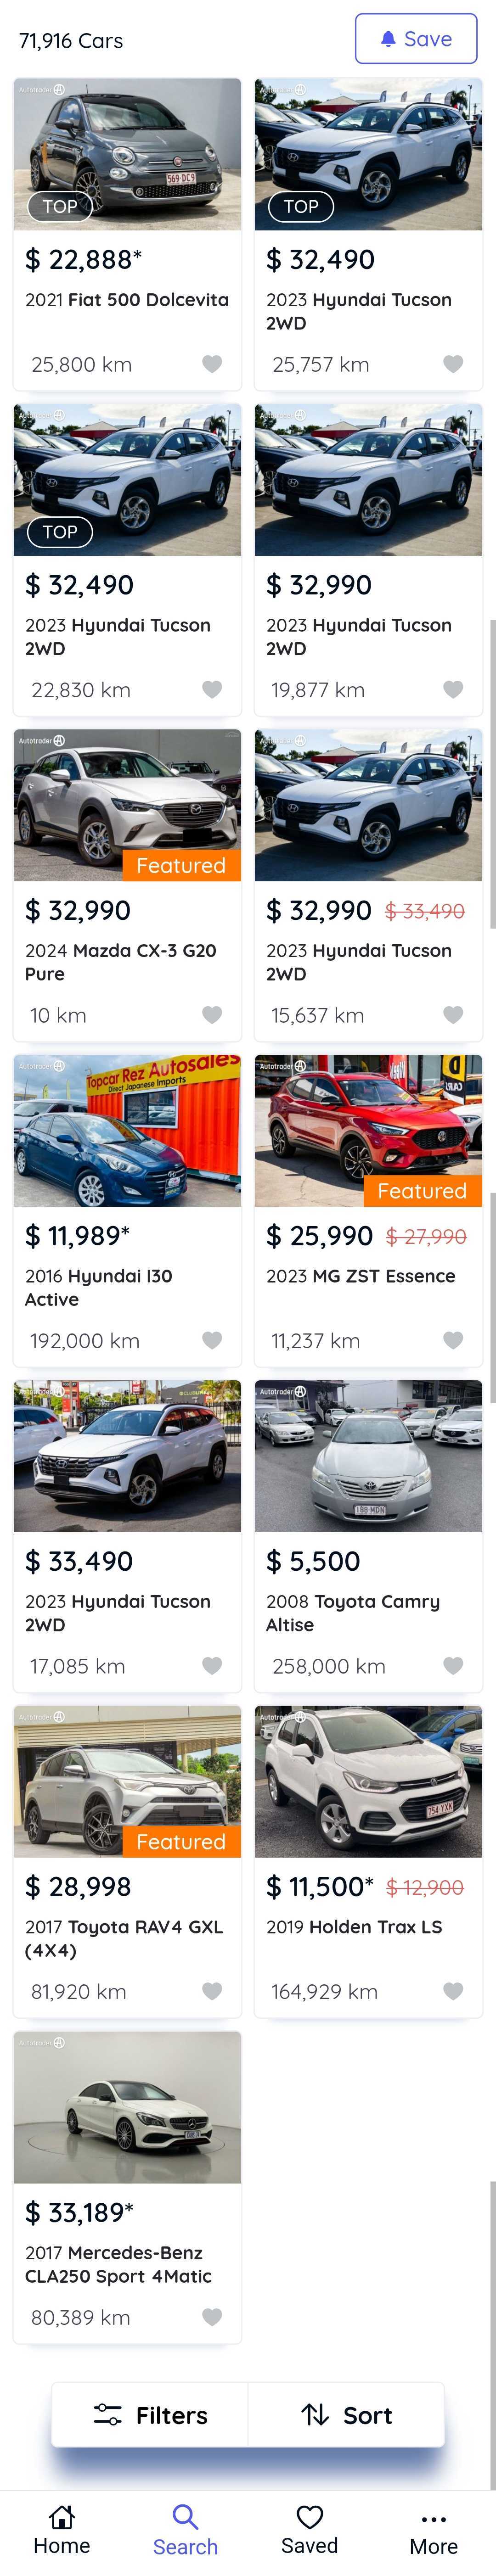 71,916 Cars
Save
Autotrader
569·DC9
TOP
$ 22,888*
2021 Fiat 500 Dolcevita
25,800 km
Autotrader
TOP
$ 32,490
2023 Hyundai Tucson
2WD
25,757 km
Autotrader
TOP
$ 32,490
2023 Hyundai Tucson
2WD
22,830 km
Autotrader
$ 32,990
2023 Hyundai Tucson
2WD
19,877 km
Autotrader
Featured
$ 32,990
2024 Mazda CX-3 G20
Pure
10 km
Autotrader
$ 32,990 $ 33,490
2023 Hyundai Tucson
2WD
15,637 km
Autotrader
Topcar Rez Autosales
Direct Japanese Imports
$ 11,989*
2016 Hyundai I30
Active
192,000 km
Autotrader
Featured
$ 25,990 $ 27,990
2023 MG ZST Essence
11,237 km
Autotrader
$ 33,490
2023 Hyundai Tucson
2WD
17,085 km
Autotrader
$ 5,500
2008 Toyota Camry
Altise
258,000 km
Autotrader
Featured
$ 28,998
2017 Toyota RAV4 GXL
(4X4)
81,920 km
Autotrader
754·YXK
$ 11,500* $ 12,900
2019 Holden Trax LS
164,929 km
Autotrader
$ 33,189*
2017 Mercedes-Benz
CLA250 Sport 4Matic
80,389 km
Filters
Sort
Home
Search
Saved
More